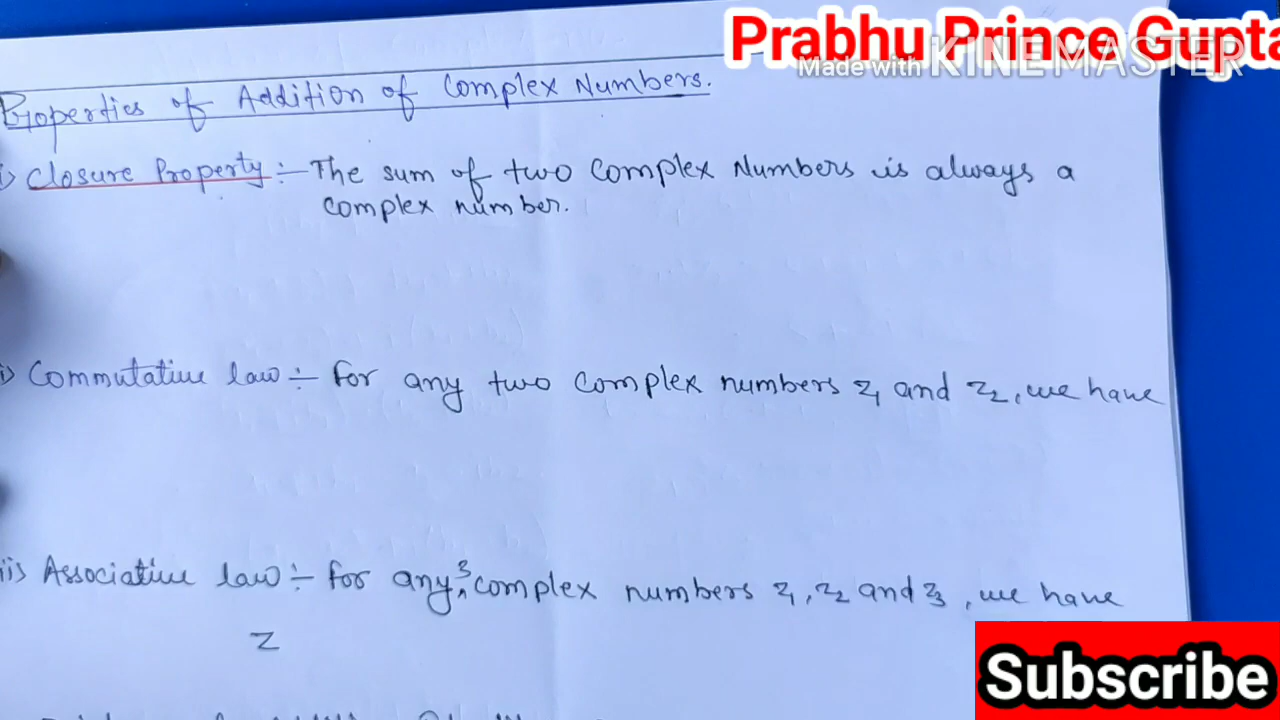 Prabhu Prince Gupta
Made with KINEMASTER
Properties of Addition of Complex Numbers.
i) Closure Property :- The sum of two Complex Numbers is always a
complex number.
i) Commutative law :- for any two complex numbers z1 and z2, we have
iii) Associative law :- for any 3 complex numbers z1, z2 and z3, we have
z
Subscribe